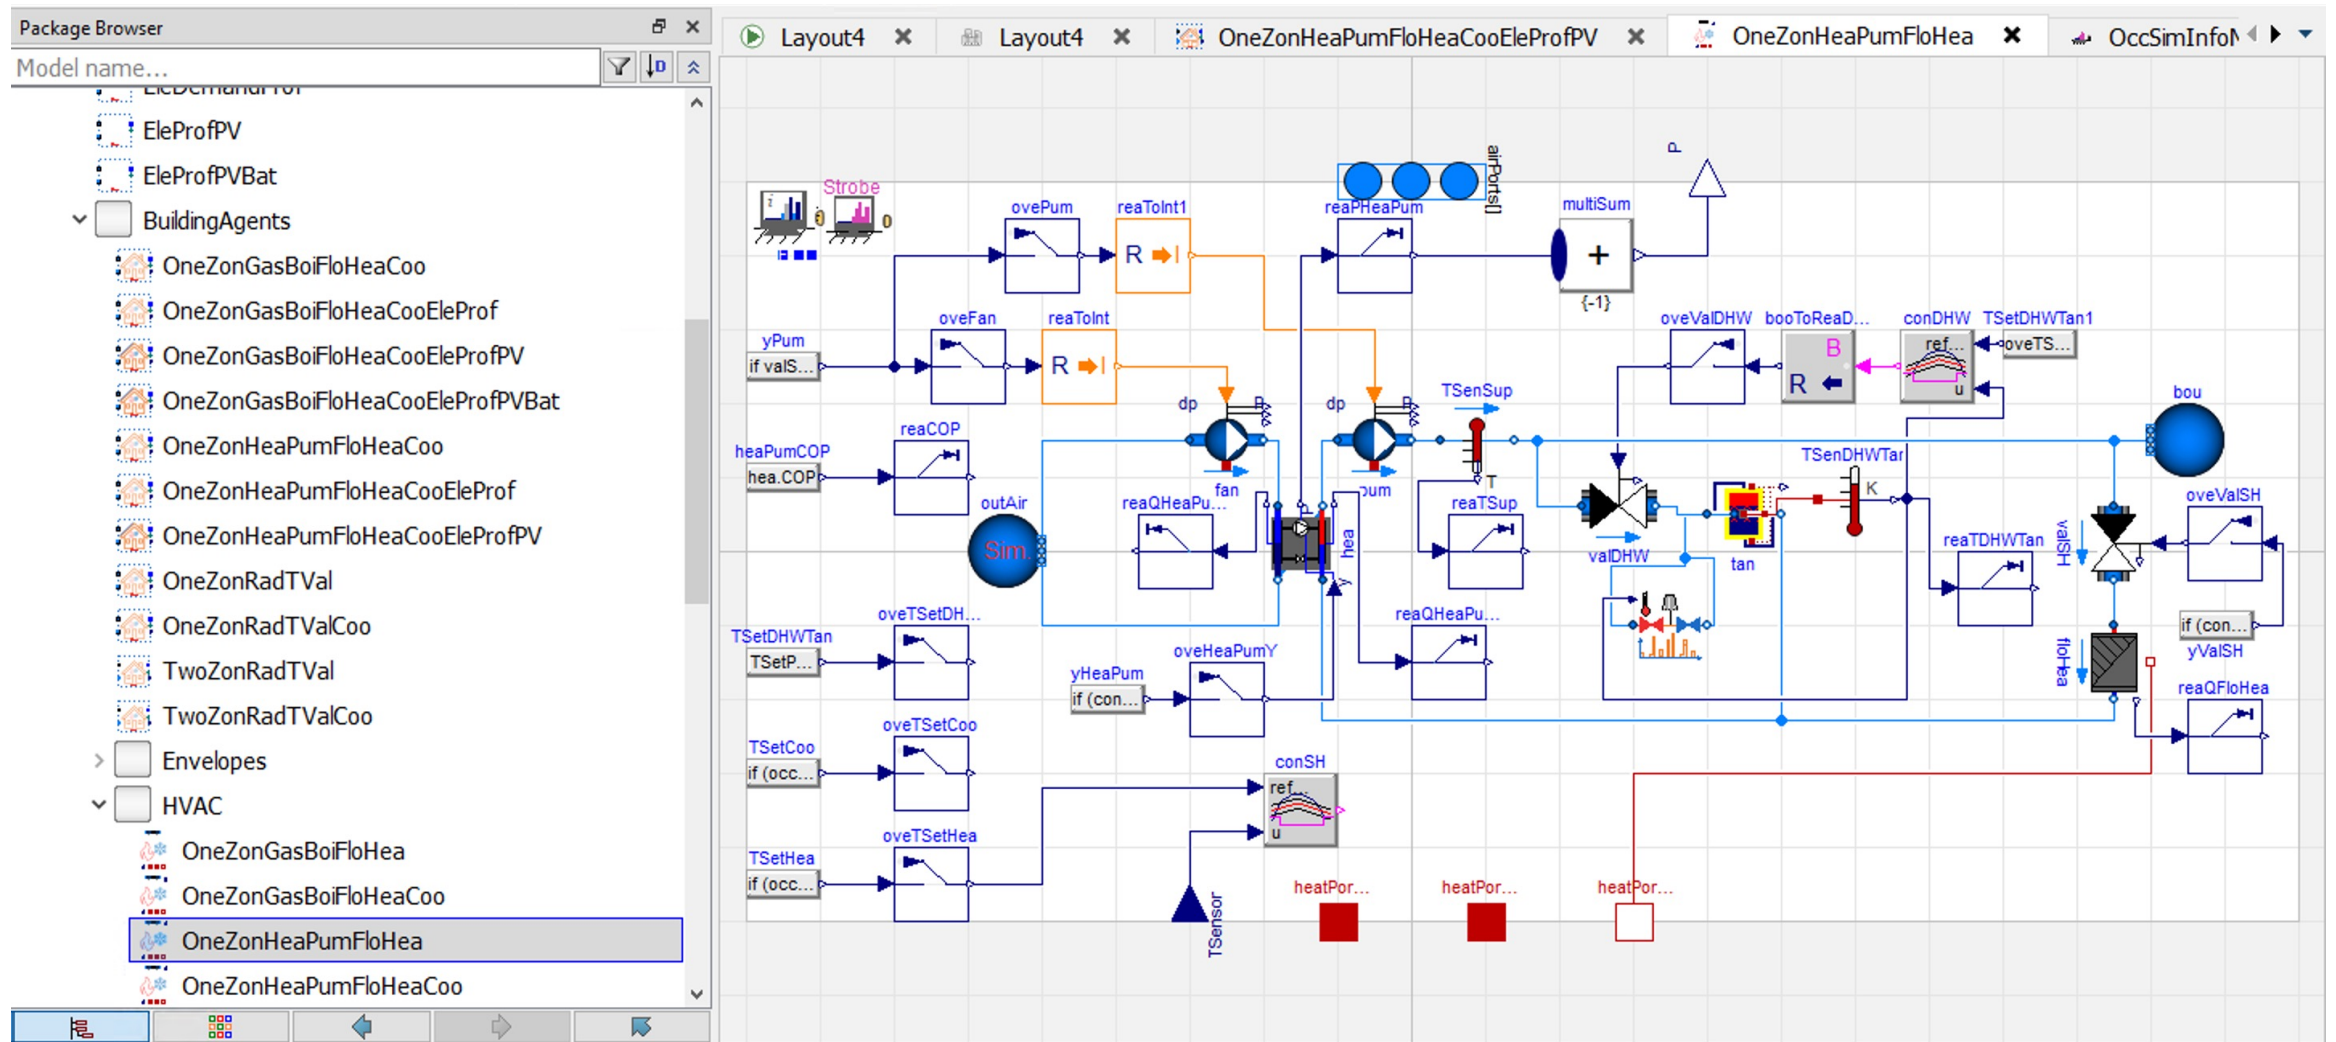 Package Browser
Model name...
EleDemandProf
EleProfPV
EleProfPVBat
BuildingAgents
OneZonGasBoiFloHeaCoo
OneZonGasBoiFloHeaCooEleProf
OneZonGasBoiFloHeaCooEleProfPV
OneZonGasBoiFloHeaCooEleProfPVBat
OneZonHeaPumFloHeaCoo
OneZonHeaPumFloHeaCooEleProf
OneZonHeaPumFloHeaCooEleProfPV
OneZonRadTVal
OneZonRadTValCoo
TwoZonRadTVal
TwoZonRadTValCoo
Envelopes
HVAC
OneZonGasBoiFloHea
OneZonGasBoiFloHeaCoo
OneZonHeaPumFloHea
OneZonHeaPumFloHeaCoo
Layout4
Layout4
OneZonHeaPumFloHeaCooEleProfPV
OneZonHeaPumFloHea
OccSimInfoM
Strobe
ovePum
reaToInt1
R I
airPorts[]
reaPHeaPum
multiSum
+
{-1}
P
yPum
if valS...
oveFan
reaToInt
R I
oveValDHW
booToReaD...
B
R
conDHW
ref...
u
TSetDHWTan1
oveTS...
heaPumCOP
hea.COP
reaCOP
dp
P
fan
dp
P
pum
TSenSup
T
bou
outAir
Sim.
reaQHeaPu...
hea
P
y
reaTSup
valDHW
tan
TSenDHWTan
K
reaTDHWTan
oveValSH
valSH
if (con...
yValSH
floHea
reaQFloHea
TSetDHWTan
TSetP...
oveTSetDH...
yHeaPum
if (con...
oveHeaPumY
reaQHeaPu...
TSetCoo
if (occ...
oveTSetCoo
conSH
ref...
u
TSetHea
if (occ...
oveTSetHea
TSensor
heatPor...
heatPor...
heatPor...